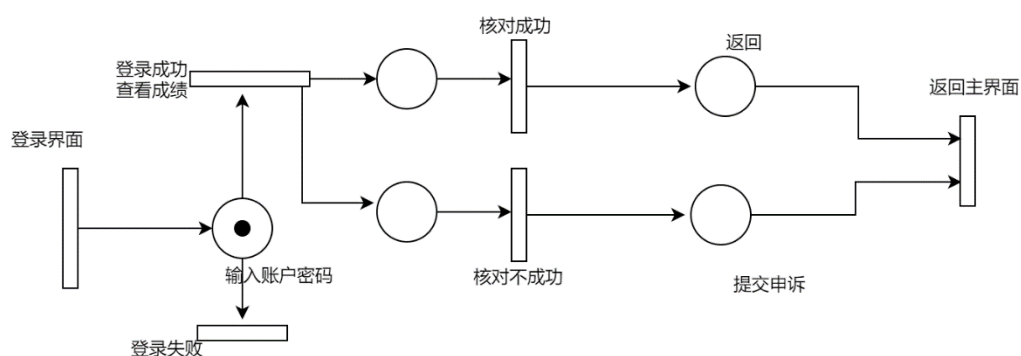 核对成功
返回
登录成功
查看成绩
返回主界面
登录界面
输入账户密码
核对不成功
提交申诉
登录失败